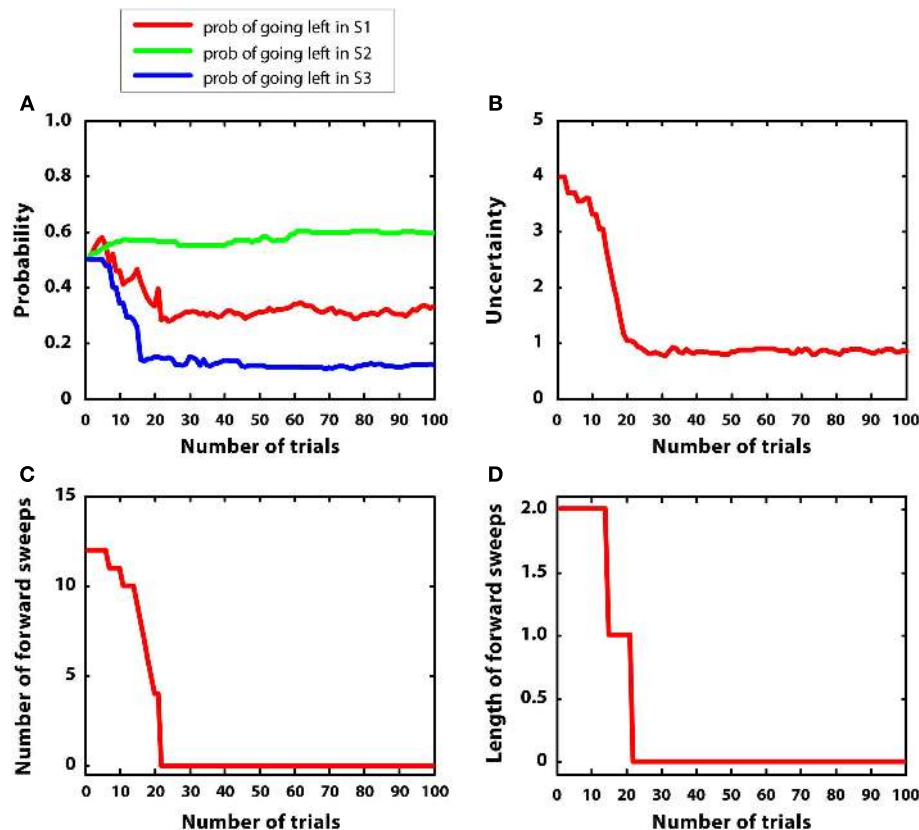 prob of going left in S1
prob of going left in S2
prob of going left in S3
A
Probability
1.0
0.8
0.6
0.4
0.2
0
0 10 20 30 40 50 60 70 80 90 100
Number of trials
B
Uncertainty
5
4
3
2
1
0
0 10 20 30 40 50 60 70 80 90 100
Number of trials
C
Number of forward sweeps
15
10
5
0
0 10 20 30 40 50 60 70 80 90 100
Number of trials
D
Length of forward sweeps
2.0
1.5
1.0
0.5
0
0 10 20 30 40 50 60 70 80 90 100
Number of trials